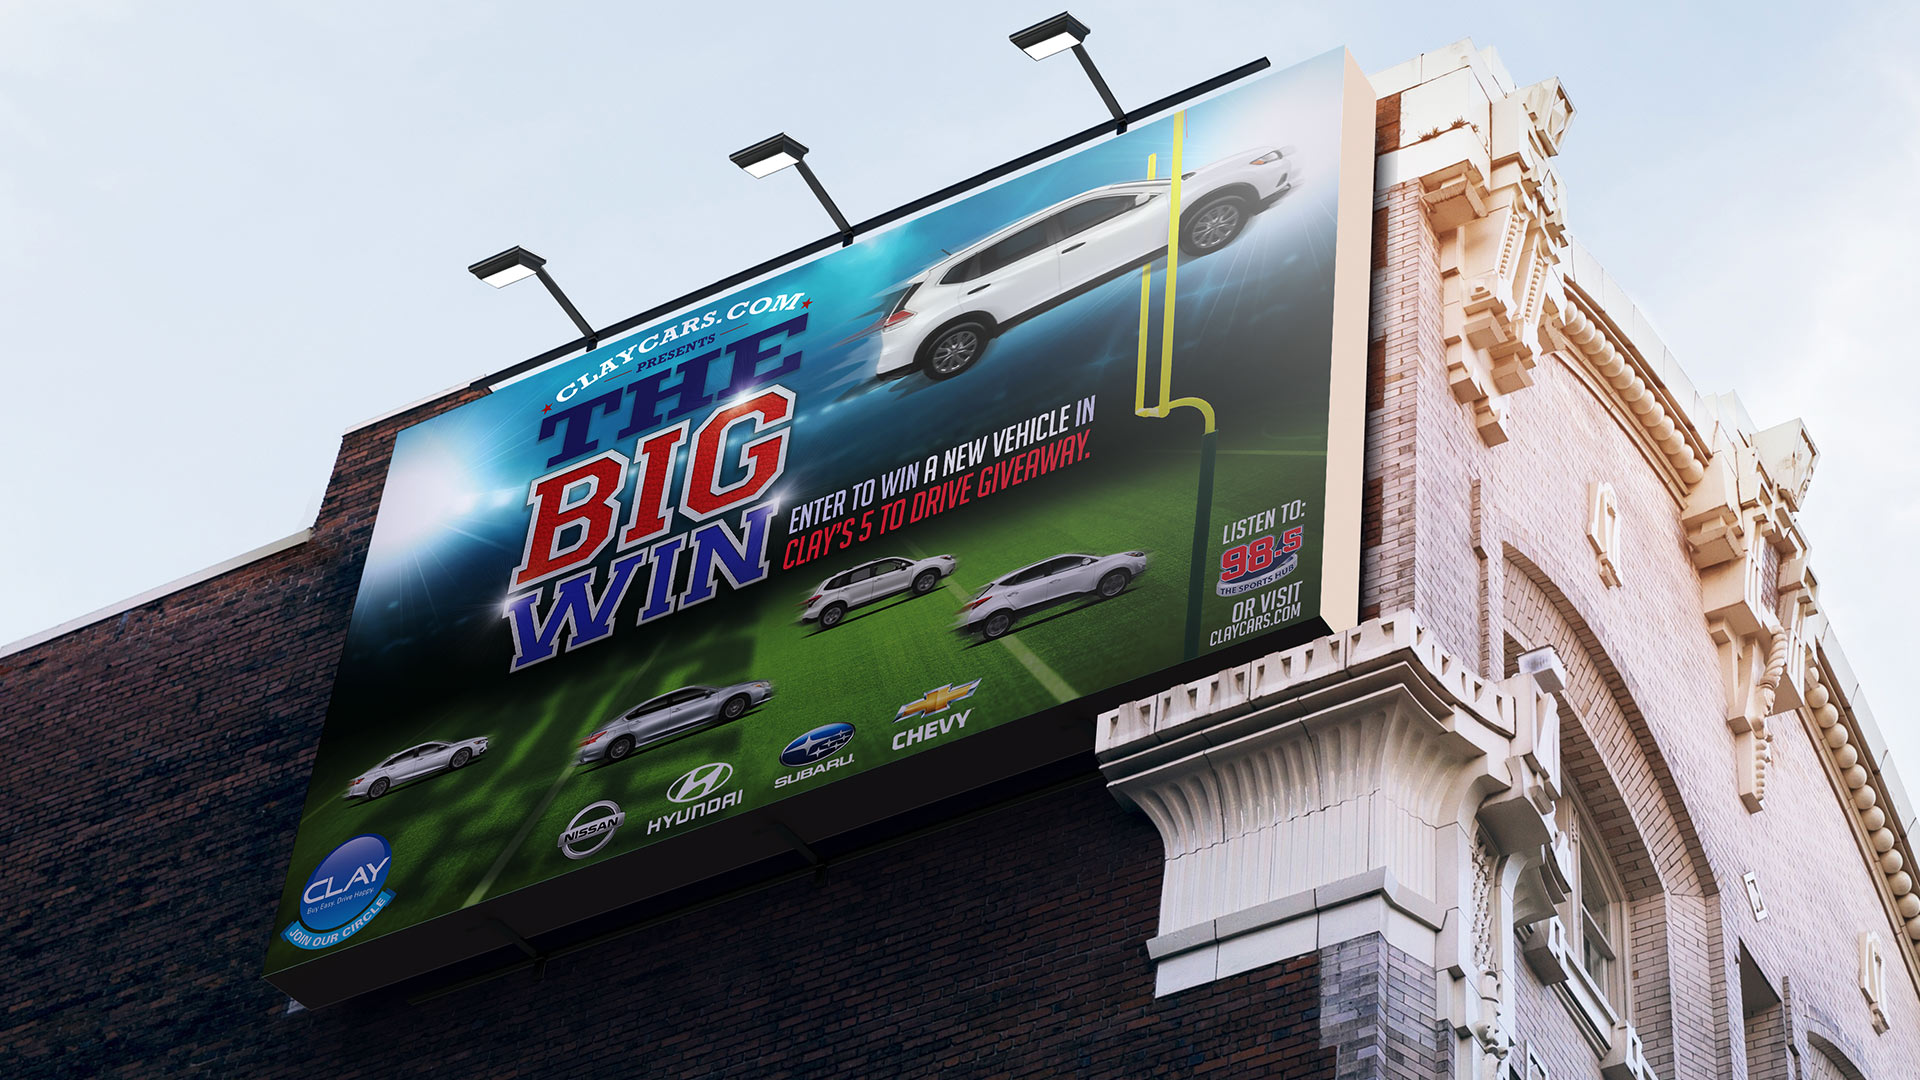 CLAYCARS.COM
PRESENTS
THE
BIG
WIN
ENTER TO WIN A NEW VEHICLE IN
CLAY'S 5 TO DRIVE GIVEAWAY.
LISTEN TO:
98.5
THE SPORTS HUB
OR VISIT
CLAYCARS.COM
CHEVY
SUBARU
HYUNDAI
NISSAN
CLAY
Buy Easy. Drive Happy.
JOIN OUR CIRCLE